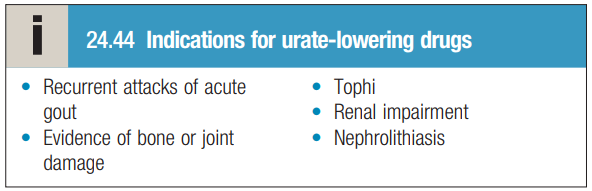 i
24.44 Indications for urate-lowering drugs
• Recurrent attacks of acute
gout
• Evidence of bone or joint
damage
• Tophi
• Renal impairment
• Nephrolithiasis